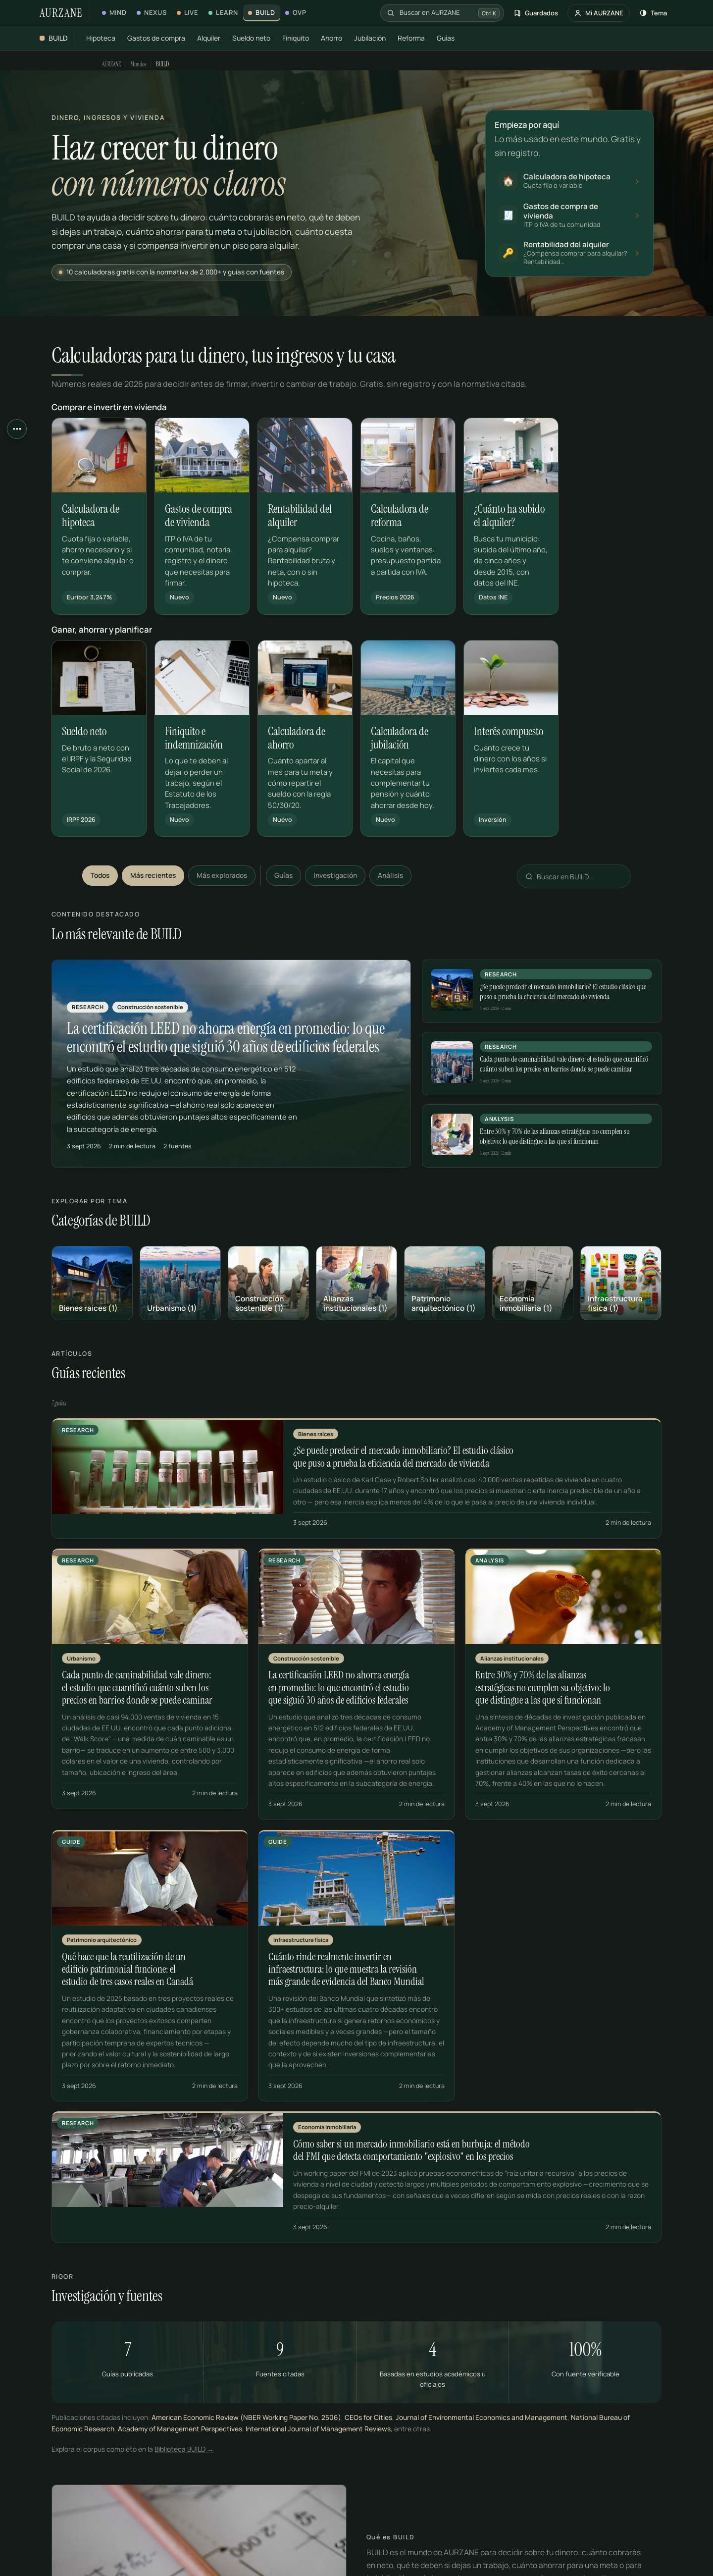 AURZANE
MIND
NEXUS
LIVE
LEARN
BUILD
OVP
Buscar en AURZANE
Ctrl K
Guardados
Mi AURZANE
Tema
BUILD
Hipoteca
Gastos de compra
Alquiler
Sueldo neto
Finiquito
Ahorro
Jubilación
Reforma
Guías
AURZANE
Mundos
BUILD
DINERO, INGRESOS Y VIVIENDA
Haz crecer tu dinero
con números claros
BUILD te ayuda a decidir sobre tu dinero: cuánto cobrarás en neto, qué te deben
si dejas un trabajo, cuánto ahorrar para tu meta o tu jubilación, cuánto cuesta
comprar una casa y si compensa invertir en un piso para alquilar.
10 calculadoras gratis con la normativa de 2.000+ y guías con fuentes
Empieza por aquí
Lo más usado en este mundo. Gratis y
sin registro.
Calculadora de hipoteca
Cuota fija o variable
Gastos de compra de
vivienda
ITP o IVA de tu comunidad
Rentabilidad del alquiler
¿Compensa comprar para alquilar?
Rentabilidad…
Calculadoras para tu dinero, tus ingresos y tu casa
Números reales de 2026 para decidir antes de firmar, invertir o cambiar de trabajo. Gratis, sin registro y con la normativa citada.
Comprar e invertir en vivienda
Calculadora de
hipoteca
Cuota fija o variable,
ahorro necesario y si
te conviene alquilar o
comprar.
Euríbor 3,247%
Gastos de compra
de vivienda
ITP o IVA de tu
comunidad, notaría,
registro y el dinero
que necesitas para
firmar.
Nuevo
Rentabilidad del
alquiler
¿Compensa comprar
para alquilar?
Rentabilidad bruta y
neta, con o sin
hipoteca.
Nuevo
Calculadora de
reforma
Cocina, baños,
suelos y ventanas:
presupuesto partida
a partida con IVA.
Precios 2026
¿Cuánto ha subido
el alquiler?
Busca tu municipio:
subida del último año,
de cinco años y
desde 2015, con
datos del INE.
Datos INE
Ganar, ahorrar y planificar
Sueldo neto
De bruto a neto con
el IRPF y la Seguridad
Social de 2026.
IRPF 2026
Finiquito e
indemnización
Lo que te deben al
dejar o perder un
trabajo, según el
Estatuto de los
Trabajadores.
Nuevo
Calculadora de
ahorro
Cuánto apartar al
mes para tu meta y
cómo repartir el
sueldo con la regla
50/30/20.
Nuevo
Calculadora de
jubilación
El capital que
necesitas para
complementar tu
pensión y cuánto
ahorrar desde hoy.
Nuevo
Interés compuesto
Cuánto crece tu
dinero con los años si
inviertes cada mes.
Inversión
Todos
Más recientes
Más explorados
Guías
Investigación
Análisis
Buscar en BUILD...
CONTENIDO DESTACADO
Lo más relevante de BUILD
RESEARCH
Construcción sostenible
La certificación LEED no ahorra energía en promedio: lo que
encontró el estudio que siguió 30 años de edificios federales
Un estudio que analizó tres décadas de consumo energético en 512
edificios federales de EE.UU. encontró que, en promedio, la
certificación LEED no redujo el consumo de energía de forma
estadísticamente significativa —el ahorro real solo aparece en
edificios que además obtuvieron puntajes altos específicamente en
la subcategoría de energía.
3 sept 2026
2 min de lectura
2 fuentes
RESEARCH
¿Se puede predecir el mercado inmobiliario? El estudio clásico que
puso a prueba la eficiencia del mercado de vivienda
3 sept 2026 · 2 min
RESEARCH
Cada punto de caminabilidad vale dinero: el estudio que cuantificó
cuánto suben los precios en barrios donde se puede caminar
3 sept 2026 · 2 min
ANALYSIS
Entre 30% y 70% de las alianzas estratégicas no cumplen su
objetivo: lo que distingue a las que sí funcionan
3 sept 2026 · 2 min
EXPLORAR POR TEMA
Categorías de BUILD
Bienes raíces (1)
Urbanismo (1)
Construcción
sostenible (1)
Alianzas
institucionales (1)
Patrimonio
arquitectónico (1)
Economía
inmobiliaria (1)
Infraestructura
física (1)
ARTÍCULOS
Guías recientes
7 guías
RESEARCH
Bienes raíces
¿Se puede predecir el mercado inmobiliario? El estudio clásico
que puso a prueba la eficiencia del mercado de vivienda
Un estudio clásico de Karl Case y Robert Shiller analizó casi 40.000 ventas repetidas de vivienda en cuatro
ciudades de EE.UU. durante 17 años y encontró que los precios sí muestran cierta inercia predecible de un año a
otro — pero esa inercia explica menos del 4% de lo que le pasa al precio de una vivienda individual.
3 sept 2026
2 min de lectura
RESEARCH
Urbanismo
Cada punto de caminabilidad vale dinero:
el estudio que cuantificó cuánto suben los
precios en barrios donde se puede caminar
Un análisis de casi 94.000 ventas de vivienda en 15
ciudades de EE.UU. encontró que cada punto adicional
de "Walk Score" —una medida de cuán caminable es un
barrio— se traduce en un aumento de entre 500 y 3.000
dólares en el valor de una vivienda, controlando por
tamaño, ubicación e ingreso del área.
3 sept 2026
2 min de lectura
RESEARCH
Construcción sostenible
La certificación LEED no ahorra energía
en promedio: lo que encontró el estudio
que siguió 30 años de edificios federales
Un estudio que analizó tres décadas de consumo
energético en 512 edificios federales de EE.UU.
encontró que, en promedio, la certificación LEED no
redujo el consumo de energía de forma
estadísticamente significativa —el ahorro real solo
aparece en edificios que además obtuvieron puntajes
altos específicamente en la subcategoría de energía.
3 sept 2026
2 min de lectura
ANALYSIS
Alianzas institucionales
Entre 30% y 70% de las alianzas
estratégicas no cumplen su objetivo: lo
que distingue a las que sí funcionan
Una síntesis de décadas de investigación publicada en
Academy of Management Perspectives encontró que
entre 30% y 70% de las alianzas estratégicas fracasan
en cumplir los objetivos de sus organizaciones —pero las
instituciones que desarrollan una función dedicada a
gestionar alianzas alcanzan tasas de éxito cercanas al
70%, frente a 40% en las que no lo hacen.
3 sept 2026
2 min de lectura
GUIDE
Patrimonio arquitectónico
Qué hace que la reutilización de un
edificio patrimonial funcione: el
estudio de tres casos reales en Canadá
Un estudio de 2025 basado en tres proyectos reales de
reutilización adaptativa en ciudades canadienses
encontró que los proyectos exitosos comparten
gobernanza colaborativa, financiamiento por etapas y
participación temprana de expertos técnicos —
priorizando el valor cultural y la sostenibilidad de largo
plazo por sobre el retorno inmediato.
3 sept 2026
2 min de lectura
GUIDE
Infraestructura física
Cuánto rinde realmente invertir en
infraestructura: lo que muestra la revisión
más grande de evidencia del Banco Mundial
Una revisión del Banco Mundial que sintetizó más de
300+ estudios de las últimas cuatro décadas encontró
que la infraestructura sí genera retornos económicos y
sociales medibles y a veces grandes —pero el tamaño
del efecto depende mucho del tipo de infraestructura, el
contexto y de si existen inversiones complementarias
que la aprovechen.
3 sept 2026
2 min de lectura
RESEARCH
Economía inmobiliaria
Cómo saber si un mercado inmobiliario está en burbuja: el método
del FMI que detecta comportamiento "explosivo" en los precios
Un working paper del FMI de 2023 aplicó pruebas econométricas de "raíz unitaria recursiva" a los precios de
vivienda a nivel de ciudad y detectó largos y múltiples periodos de comportamiento explosivo —crecimiento que se
despega de sus fundamentos— con señales que a veces difieren según se mida con precios reales o con la razón
precio-alquiler.
3 sept 2026
2 min de lectura
RIGOR
Investigación y fuentes
7
Guías publicadas
9
Fuentes citadas
4
Basadas en estudios académicos u
oficiales
100%
Con fuente verificable
Publicaciones citadas incluyen: American Economic Review (NBER Working Paper No. 2506), CEOs for Cities, Journal of Environmental Economics and Management, National Bureau of
Economic Research, Academy of Management Perspectives, International Journal of Management Reviews, entre otras.
Explora el corpus completo en la Biblioteca BUILD →
Qué es BUILD
BUILD es el mundo de AURZANE para decidir sobre tu dinero: cuánto cobrarás
en neto, qué te deben si dejas un trabajo, cuánto ahorrar para una meta o para